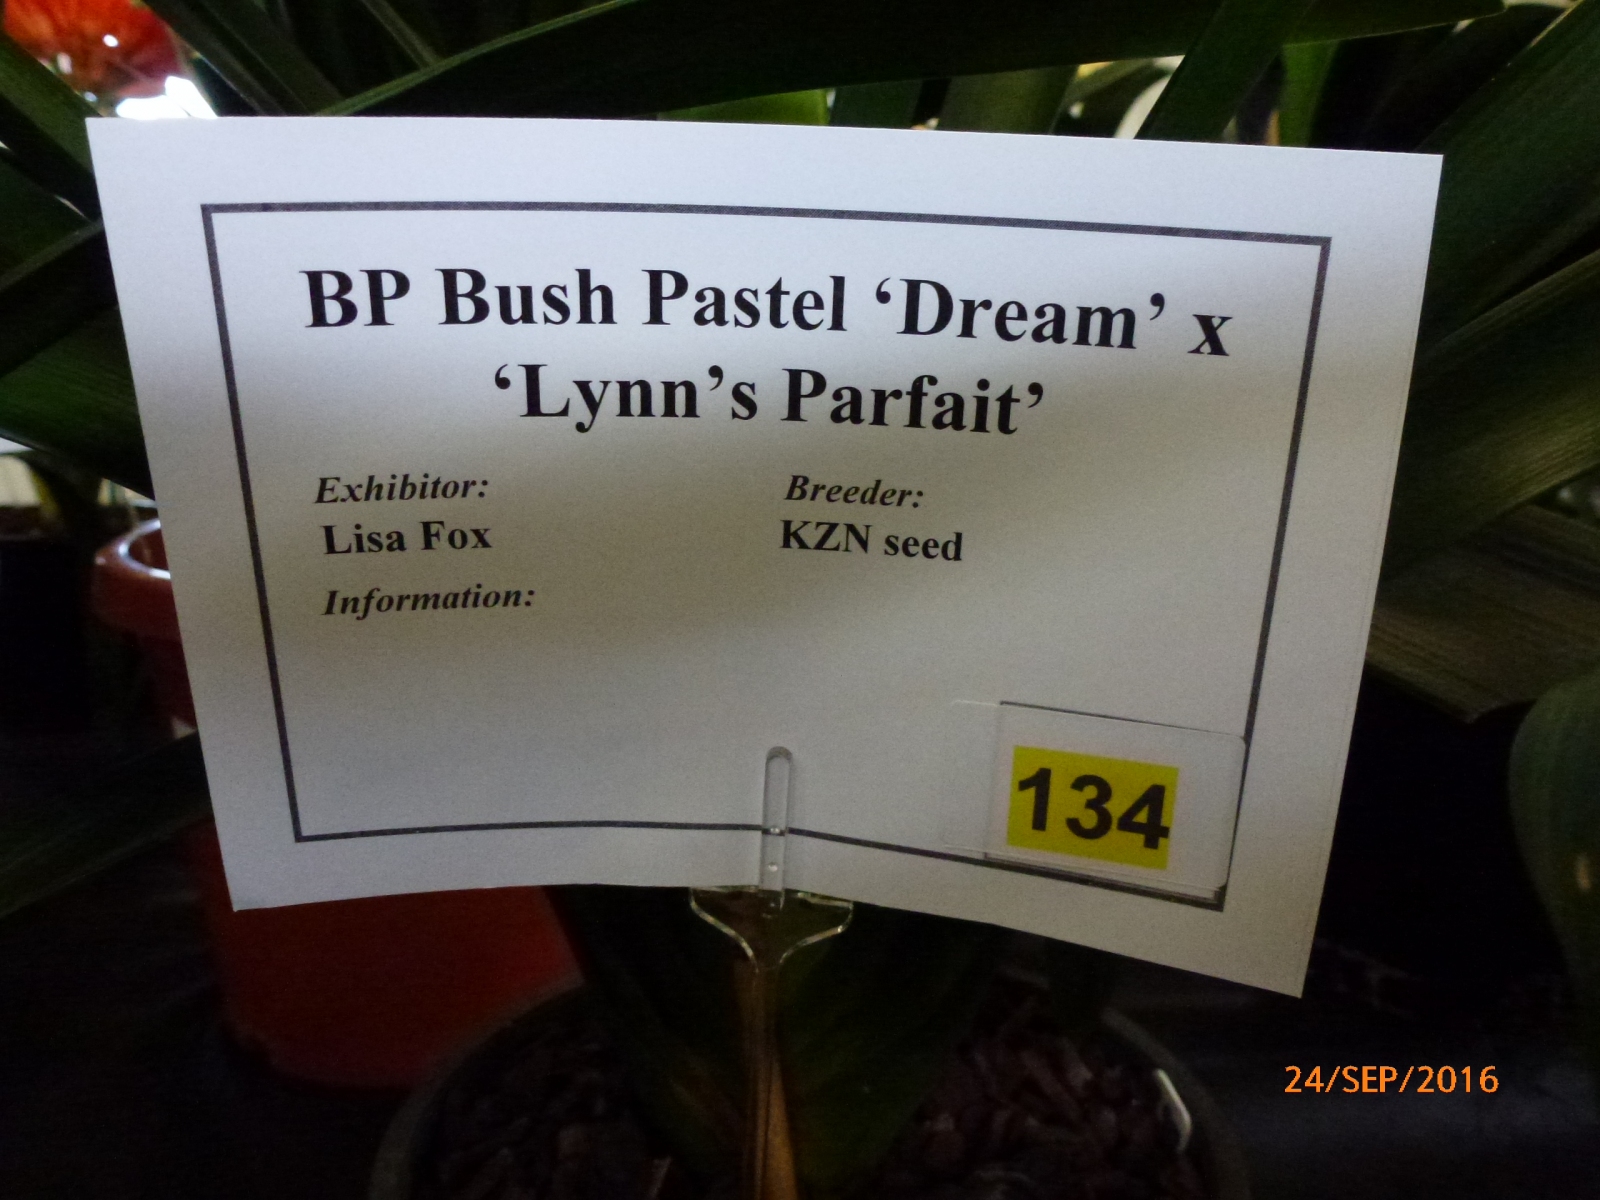 BP Bush Pastel ‘Dream’ x
‘Lynn’s Parfait’
Exhibitor:
Lisa Fox
Breeder:
KZN seed
Information:
134
24/SEP/2016